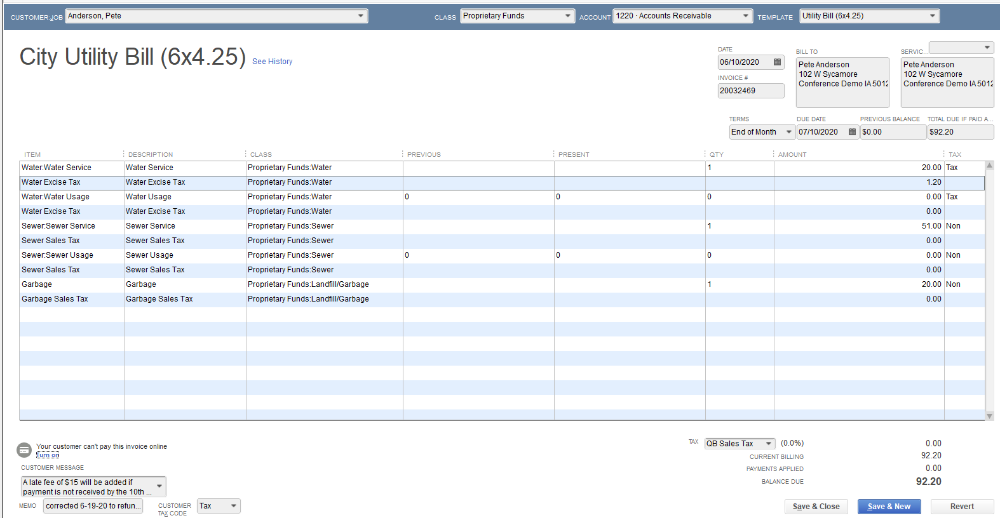 CUSTOMER:JOB Anderson, Pete CLASS Proprietary Funds ACCOUNT 1220 · Accounts Receivable TEMPLATE Utility Bill (6x4.25)
City Utility Bill (6x4.25) See History
DATE
06/10/2020
INVOICE #
20032469
BILL TO
Pete Anderson
102 W Sycamore
Conference Demo IA 5012
SERVIC...
Pete Anderson
102 W Sycamore
Conference Demo IA 5012
TERMS DUE DATE PREVIOUS BALANCE TOTAL DUE IF PAID A...
End of Month 07/10/2020 $0.00 $92.20
ITEM DESCRIPTION CLASS PREVIOUS PRESENT QTY AMOUNT TAX
Water:Water Service Water Service Proprietary Funds:Water 1 20.00 Tax
Water Excise Tax Water Excise Tax Proprietary Funds:Water 1.20
Water:Water Usage Water Usage Proprietary Funds:Water 0 0 0 0.00 Tax
Water Excise Tax Water Excise Tax Proprietary Funds:Water 0.00
Sewer:Sewer Service Sewer Service Proprietary Funds:Sewer 1 51.00 Non
Sewer Sales Tax Sewer Sales Tax Proprietary Funds:Sewer 0.00
Sewer:Sewer Usage Sewer Usage Proprietary Funds:Sewer 0 0 0 0.00 Non
Sewer Sales Tax Sewer Sales Tax Proprietary Funds:Sewer 0.00
Garbage Garbage Proprietary Funds:Landfill/Garbage 1 20.00 Non
Garbage Sales Tax Garbage Sales Tax Proprietary Funds:Landfill/Garbage 0.00
Your customer can't pay this invoice online
Turn on
CUSTOMER MESSAGE
A late fee of $15 will be added if
payment is not received by the 10th ...
MEMO corrected 6-19-20 to refun... CUSTOMER TAX CODE Tax
TAX QB Sales Tax (0.0%) 0.00
CURRENT BILLING 92.20
PAYMENTS APPLIED 0.00
BALANCE DUE 92.20
Save & Close Save & New Revert